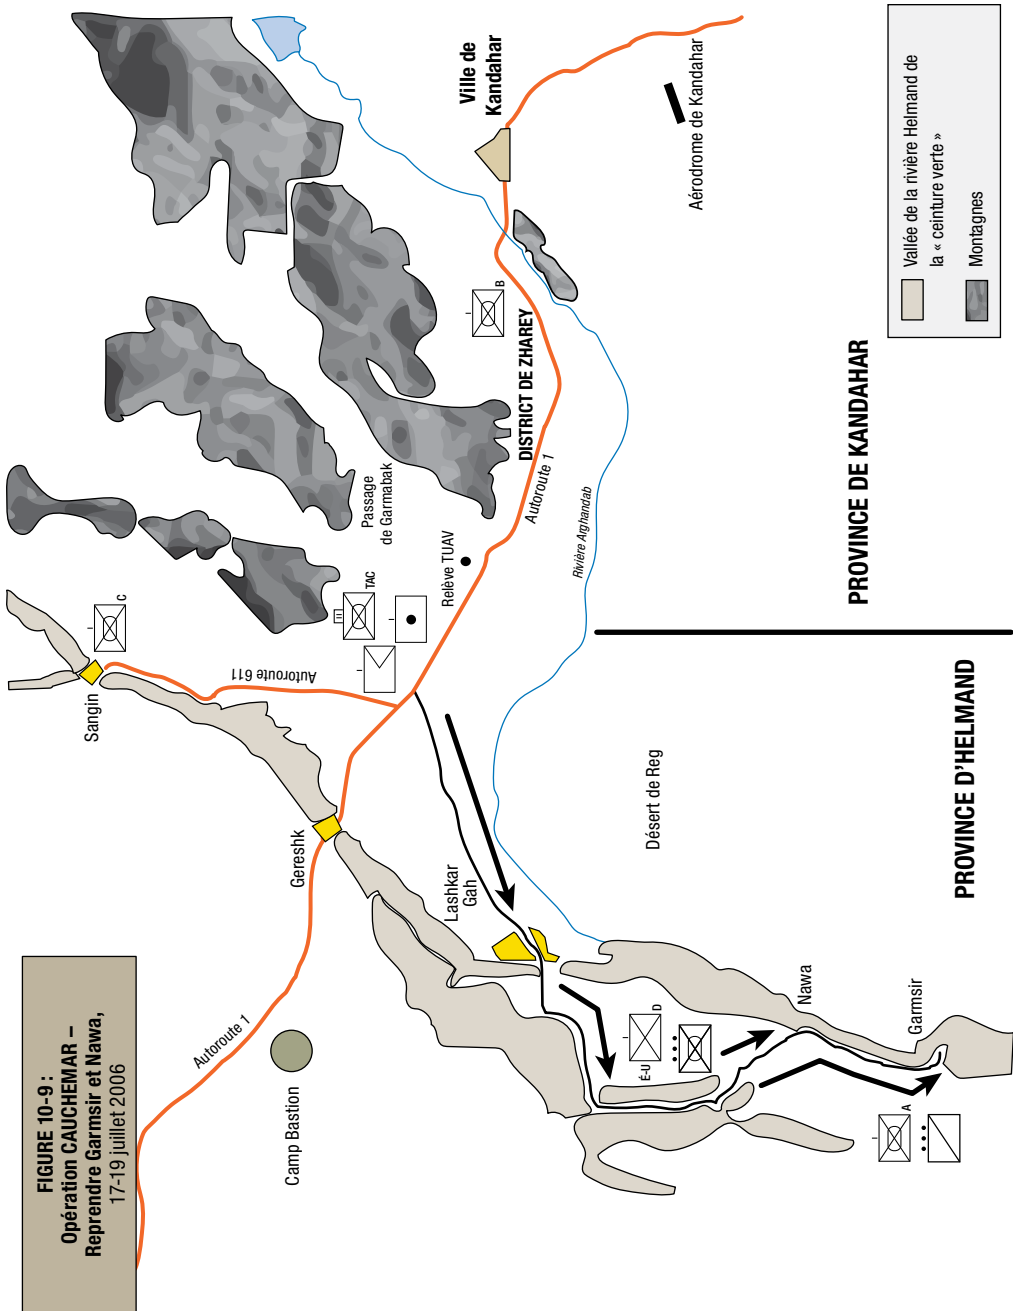 FIGURE 10-9 :
Opération CAUCHEMAR –
Reprendre Garmsir et Nawa,
17-19 juillet 2006
Autoroute 1
Camp Bastion
Gereshk
Sangin
Autoroute 611
C
Lashkar
Gah
Passage
de Garmabak
TAC
II
I
I
I
Relève TUAV
Autoroute 1
DISTRICT DE ZHAREY
I
B
Ville de
Kandahar
Aérodrome de Kandahar
Rivière Arghandab
Désert de Reg
I
É-U
D
Nawa
Garmsir
I
A
PROVINCE D'HELMAND
PROVINCE DE KANDAHAR
Vallée de la rivière Helmand de
la « ceinture verte »
Montagnes